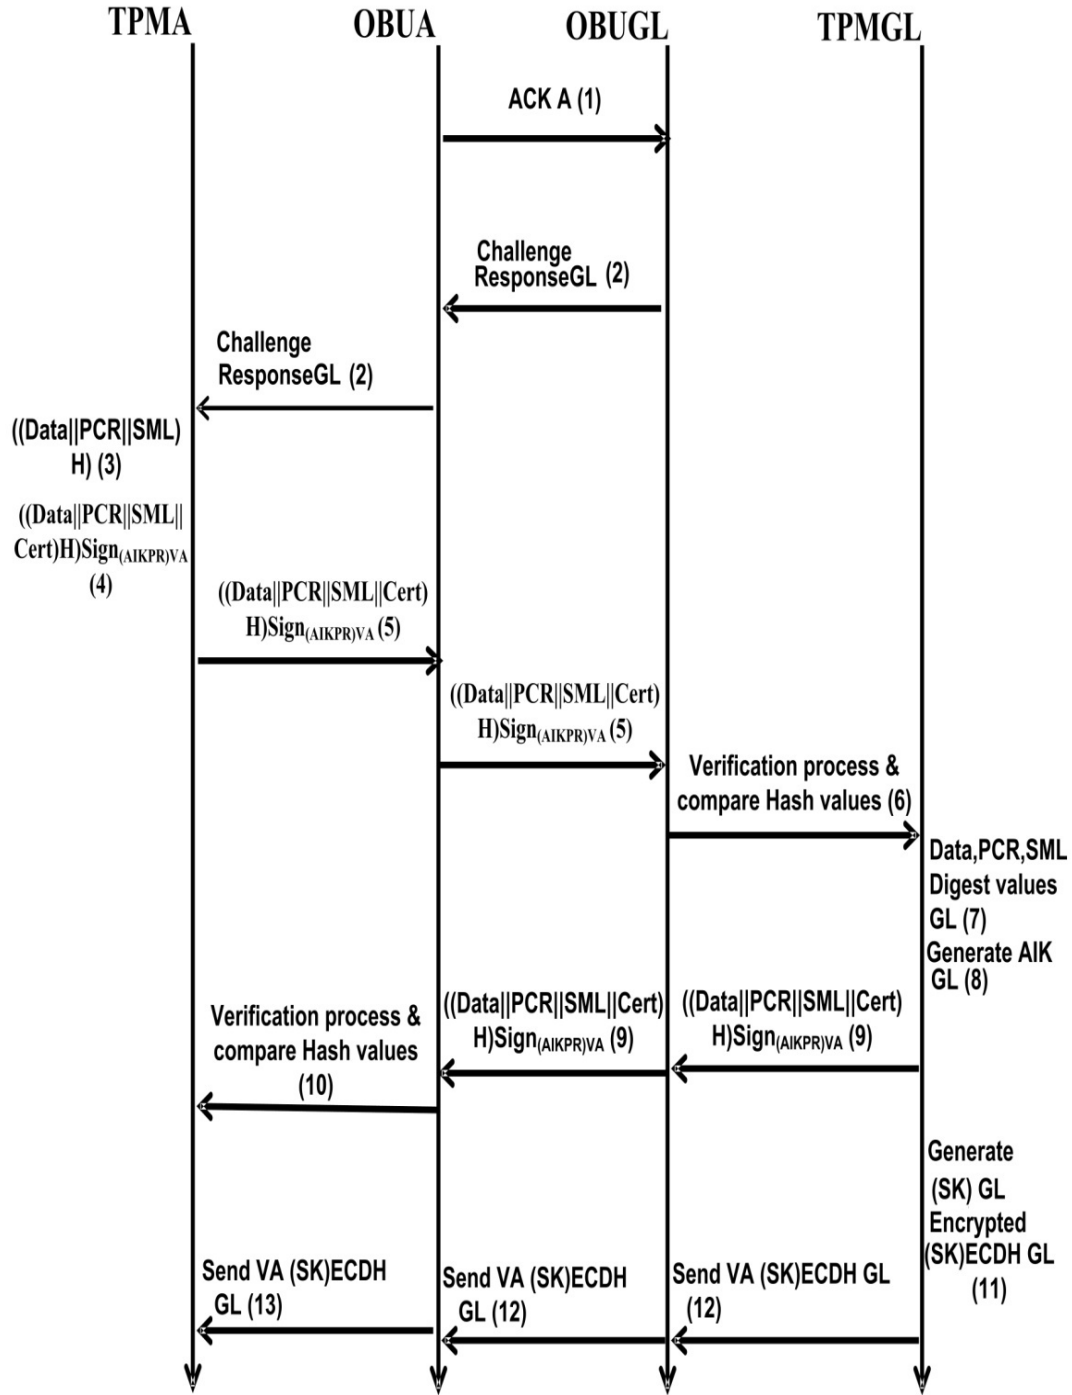 TPMA
OBUA
OBUGL
TPMGL
ACK A (1)
Challenge
ResponseGL (2)
Challenge
ResponseGL (2)
((Data||PCR||SML)
H) (3)
((Data||PCR||SML||
Cert)H)Sign(AIKPR)VA
(4)
((Data||PCR||SML||Cert)
H)Sign(AIKPR)VA (5)
((Data||PCR||SML||Cert)
H)Sign(AIKPR)VA (5)
Verification process &
compare Hash values (6)
Data,PCR,SML
Digest values
GL (7)
Generate AIK
GL (8)
((Data||PCR||SML||Cert)
H)Sign(AIKPR)VA (9)
((Data||PCR||SML||Cert)
H)Sign(AIKPR)VA (9)
Verification process &
compare Hash values
(10)
Generate
(SK) GL
Encrypted
(SK)ECDH GL
(11)
Send VA (SK)ECDH GL
(12)
Send VA (SK)ECDH
GL (12)
Send VA (SK)ECDH
GL (13)